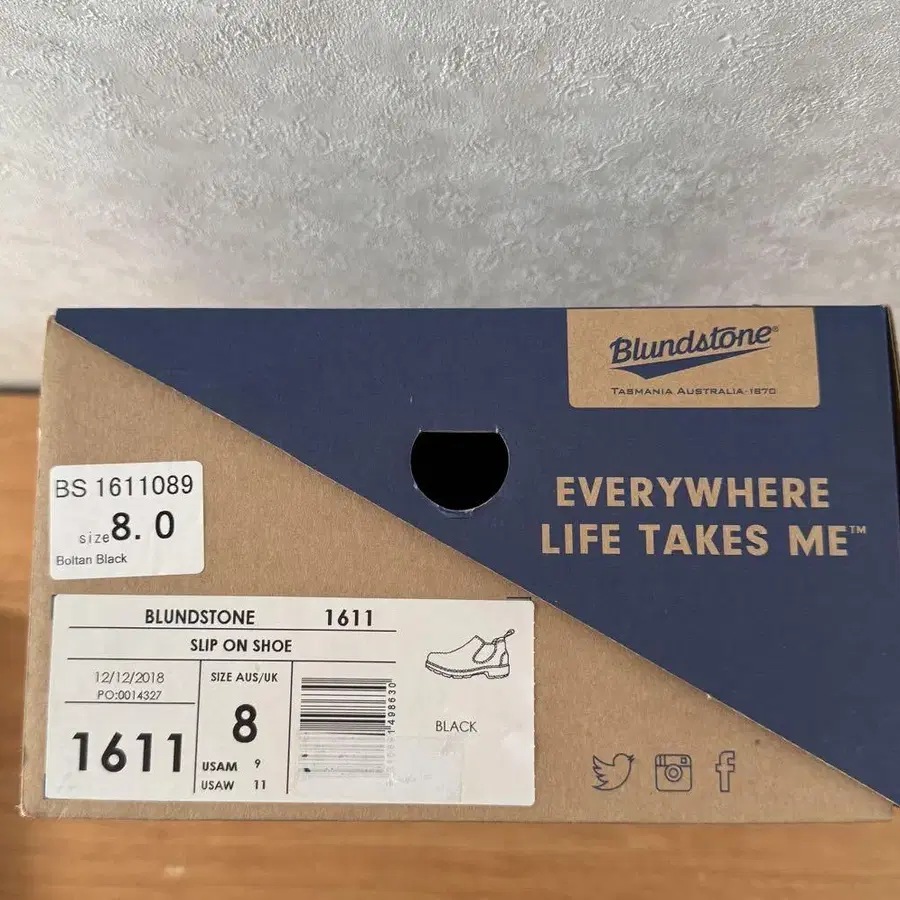 Blundstone®
TASMANIA AUSTRALIA·1870
EVERYWHERE
LIFE TAKES ME™
BS 1611089
size 8.0
Boltan Black
BLUNDSTONE 1611
SLIP ON SHOE
12/12/2018
PO:0014327
1611
SIZE AUS/UK
8
USAM 9
USAW 11
BLACK